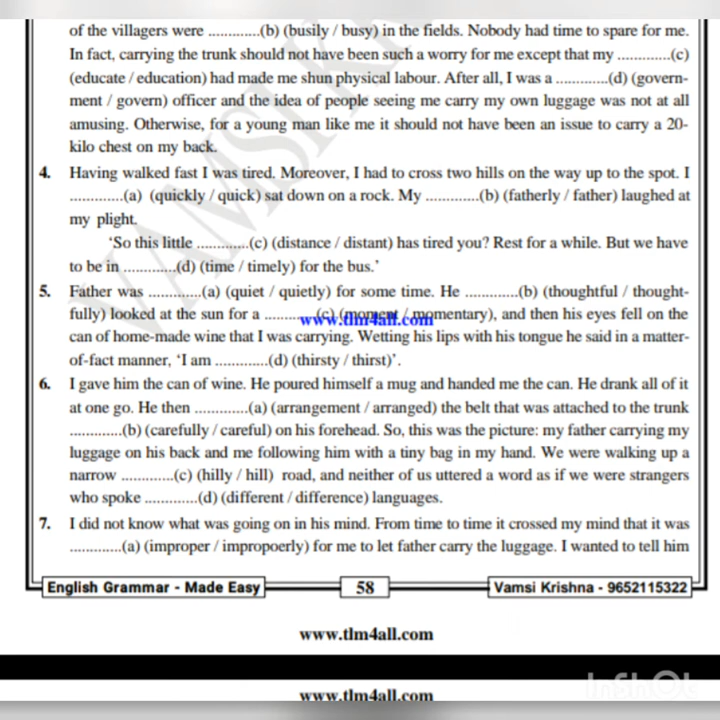 of the villagers were .............(b) (busily / busy) in the fields. Nobody had time to spare for me.
In fact, carrying the trunk should not have been such a worry for me except that my .............(c)
(educate / education) had made me shun physical labour. After all, I was a .............(d) (govern-
ment / govern) officer and the idea of people seeing me carry my own luggage was not at all
amusing. Otherwise, for a young man like me it should not have been an issue to carry a 20-
kilo chest on my back.
4. Having walked fast I was tired. Moreover, I had to cross two hills on the way up to the spot. I
.............(a) (quickly / quick) sat down on a rock. My .............(b) (fatherly / father) laughed at
my plight.
‘So this little .............(c) (distance / distant) has tired you? Rest for a while. But we have
to be in .............(d) (time / timely) for the bus.’
5. Father was .............(a) (quiet / quietly) for some time. He .............(b) (thoughtful / thought-
fully) looked at the sun for a .............(c) (moment / momentary), and then his eyes fell on the
www.tlm4all.com
can of home-made wine that I was carrying. Wetting his lips with his tongue he said in a matter-
of-fact manner, ‘I am .............(d) (thirsty / thirst)’.
6. I gave him the can of wine. He poured himself a mug and handed me the can. He drank all of it
at one go. He then .............(a) (arrangement / arranged) the belt that was attached to the trunk
.............(b) (carefully / careful) on his forehead. So, this was the picture: my father carrying my
luggage on his back and me following him with a tiny bag in my hand. We were walking up a
narrow .............(c) (hilly / hill) road, and neither of us uttered a word as if we were strangers
who spoke .............(d) (different / difference) languages.
7. I did not know what was going on in his mind. From time to time it crossed my mind that it was
.............(a) (improper / impropoerly) for me to let father carry the luggage. I wanted to tell him
English Grammar - Made Easy 58 Vamsi Krishna - 9652115322
www.tlm4all.com
www.tlm4all.com